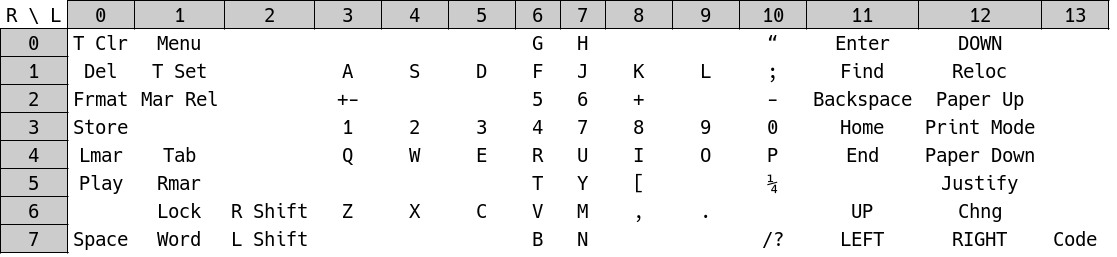 R \ L 0 1 2 3 4 5 6 7 8 9 10 11 12 13
0 T Clr Menu G H “ Enter DOWN
1 Del T Set A S D F J K L ; Find Reloc
2 Frmat Mar Rel +- 5 6 + - Backspace Paper Up
3 Store 1 2 3 4 7 8 9 0 Home Print Mode
4 Lmar Tab Q W E R U I O P End Paper Down
5 Play Rmar T Y [ ¼ Justify
6 Lock R Shift Z X C V M , . UP Chng
7 Space Word L Shift B N /? LEFT RIGHT Code